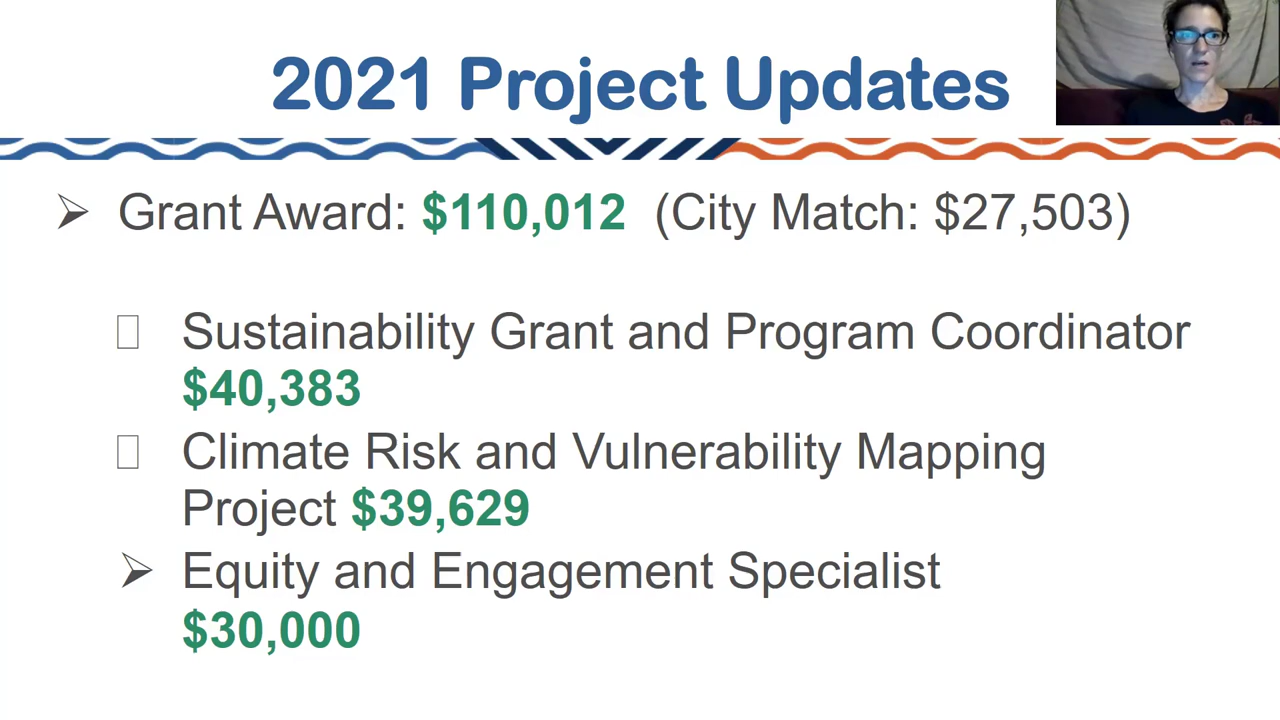 2021 Project Updates
➢ Grant Award: $110,012 (City Match: $27,503)
Sustainability Grant and Program Coordinator
$40,383
Climate Risk and Vulnerability Mapping
Project $39,629
➢ Equity and Engagement Specialist
$30,000